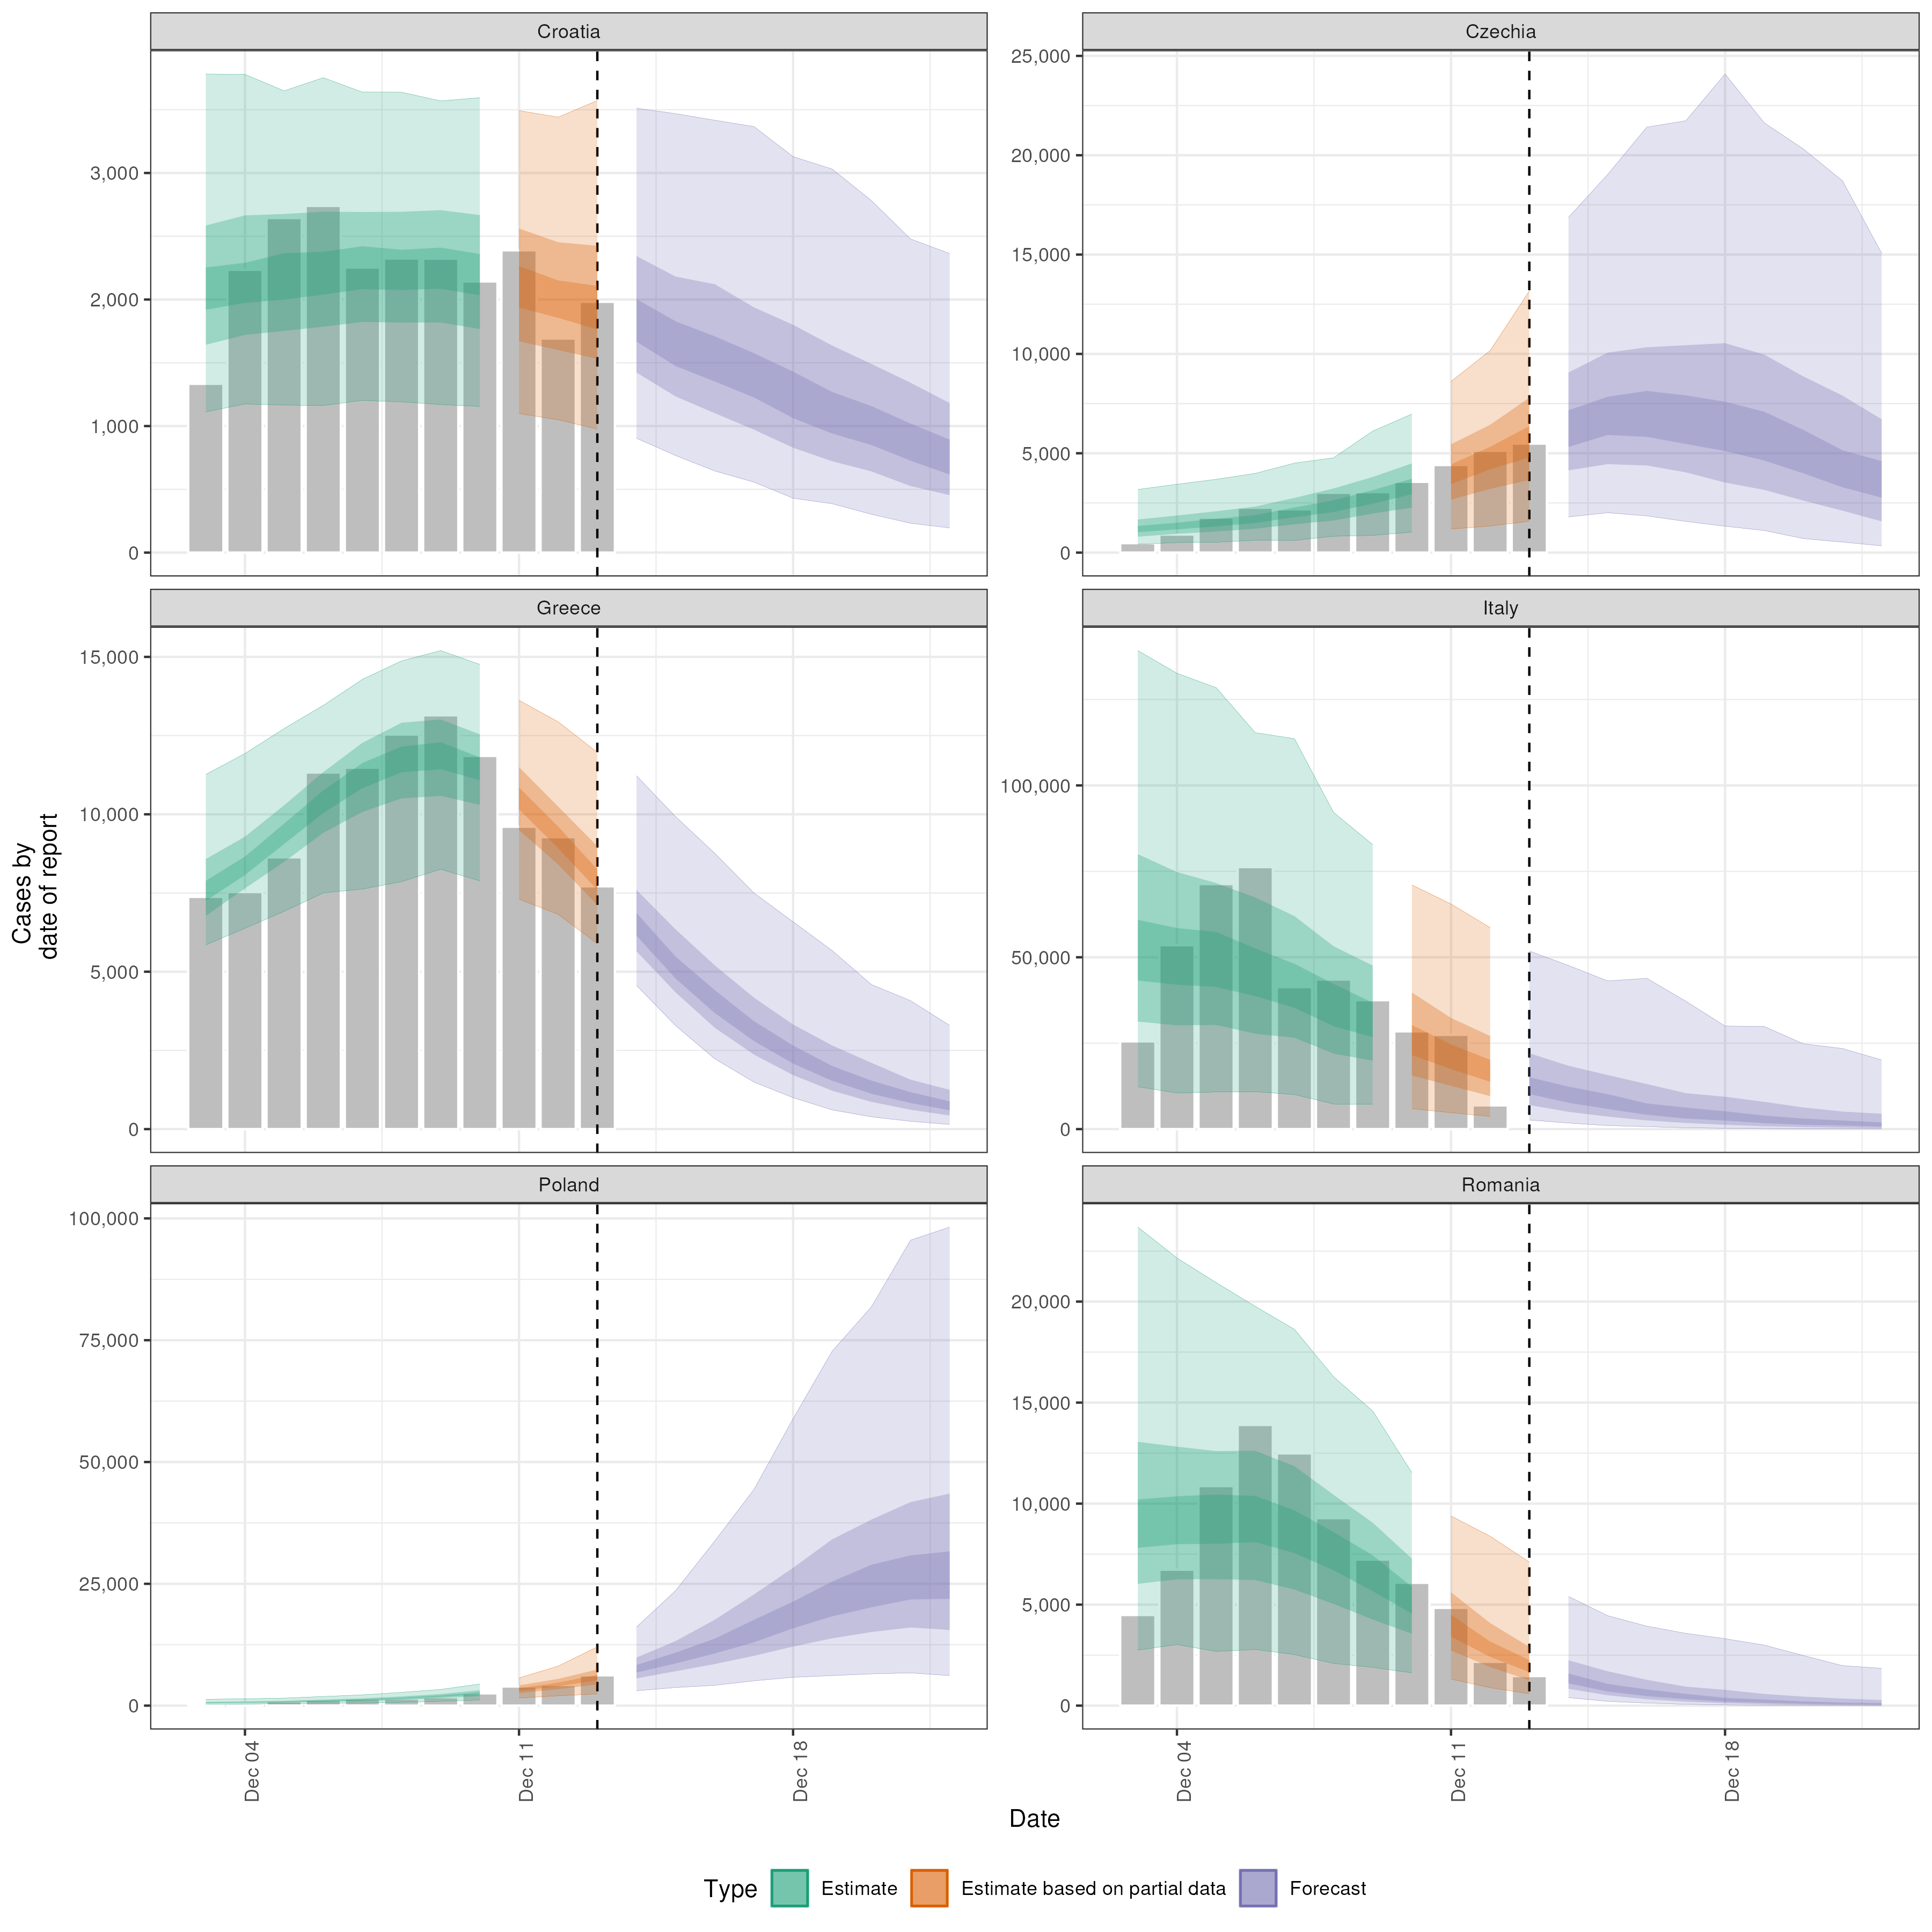 Croatia
Czechia
3,000
2,000
1,000
0
25,000
20,000
15,000
10,000
5,000
0
Greece
Italy
Cases by
date of report
15,000
10,000
5,000
0
100,000
50,000
0
Poland
Romania
100,000
75,000
50,000
25,000
0
20,000
15,000
10,000
5,000
0
Dec 04
Dec 11
Dec 18
Dec 04
Dec 11
Dec 18
Date
Type Estimate Estimate based on partial data Forecast